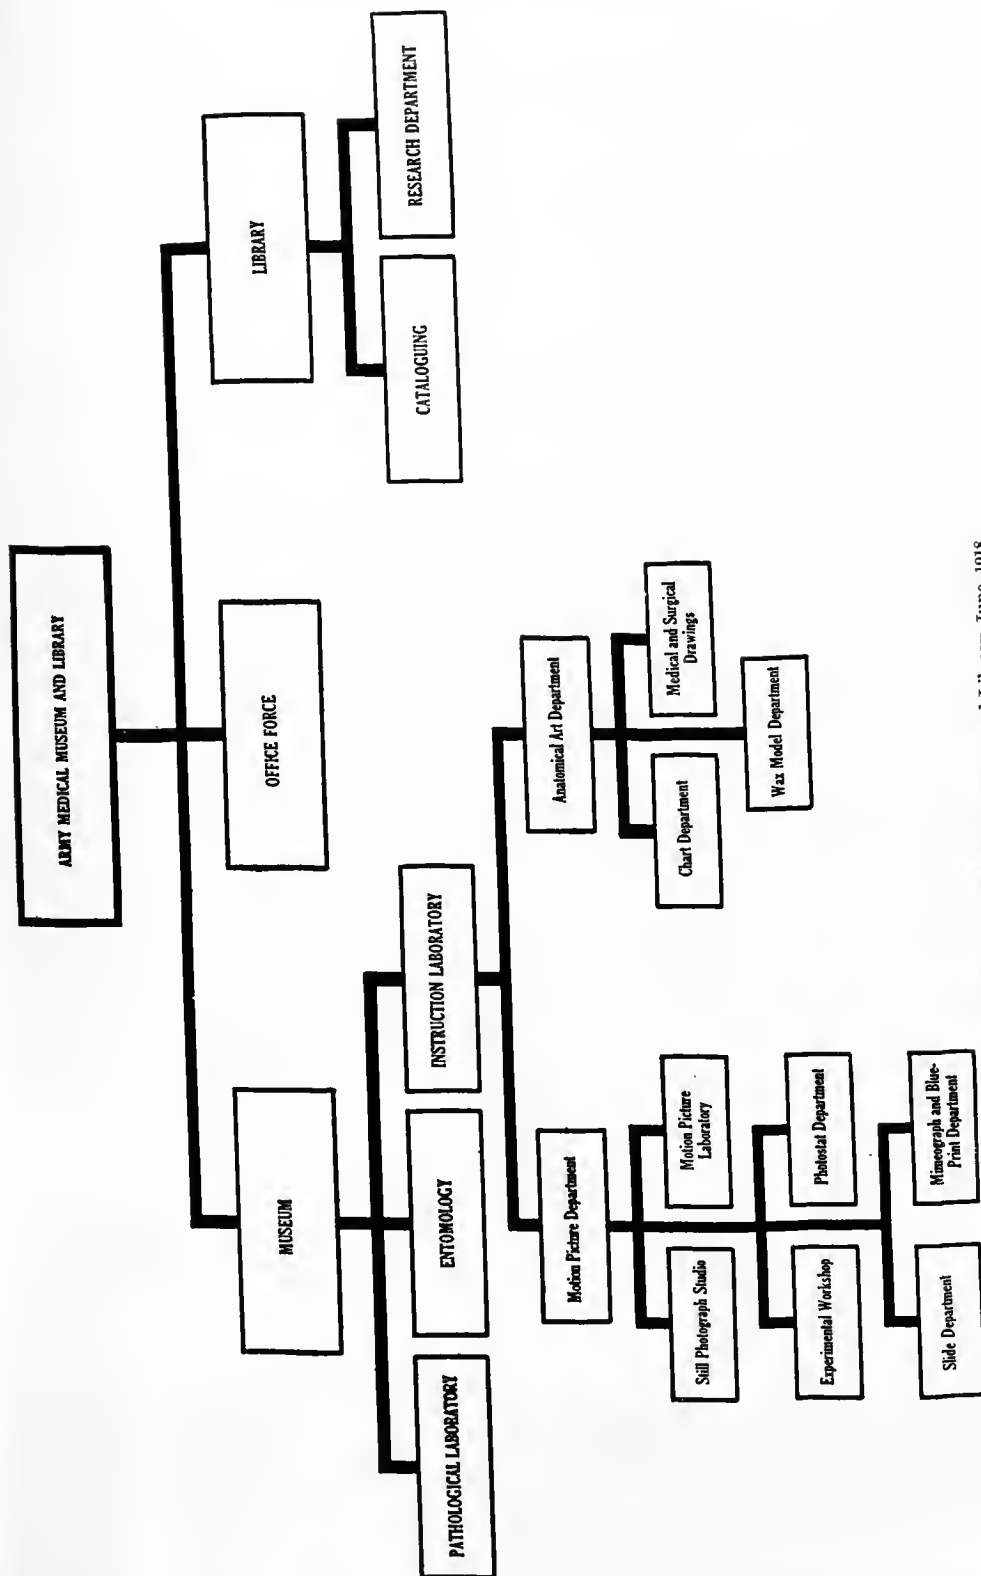 ARMY MEDICAL MUSEUM AND LIBRARY
MUSEUM
OFFICE FORCE
LIBRARY
PATHOLOGICAL LABORATORY
ENTOMOLOGY
INSTRUCTION LABORATORY
CATALOGUING
RESEARCH DEPARTMENT
Motion Picture Department
Anatomical Art Department
Still Photograph Studio
Motion Picture
Laboratory
Chart Department
Medical and Surgical
Drawings
Experimental Workshop
Photostat Department
Wax Model Department
Slide Department
Mimeograph and Blue-
Print Department
June, 1918